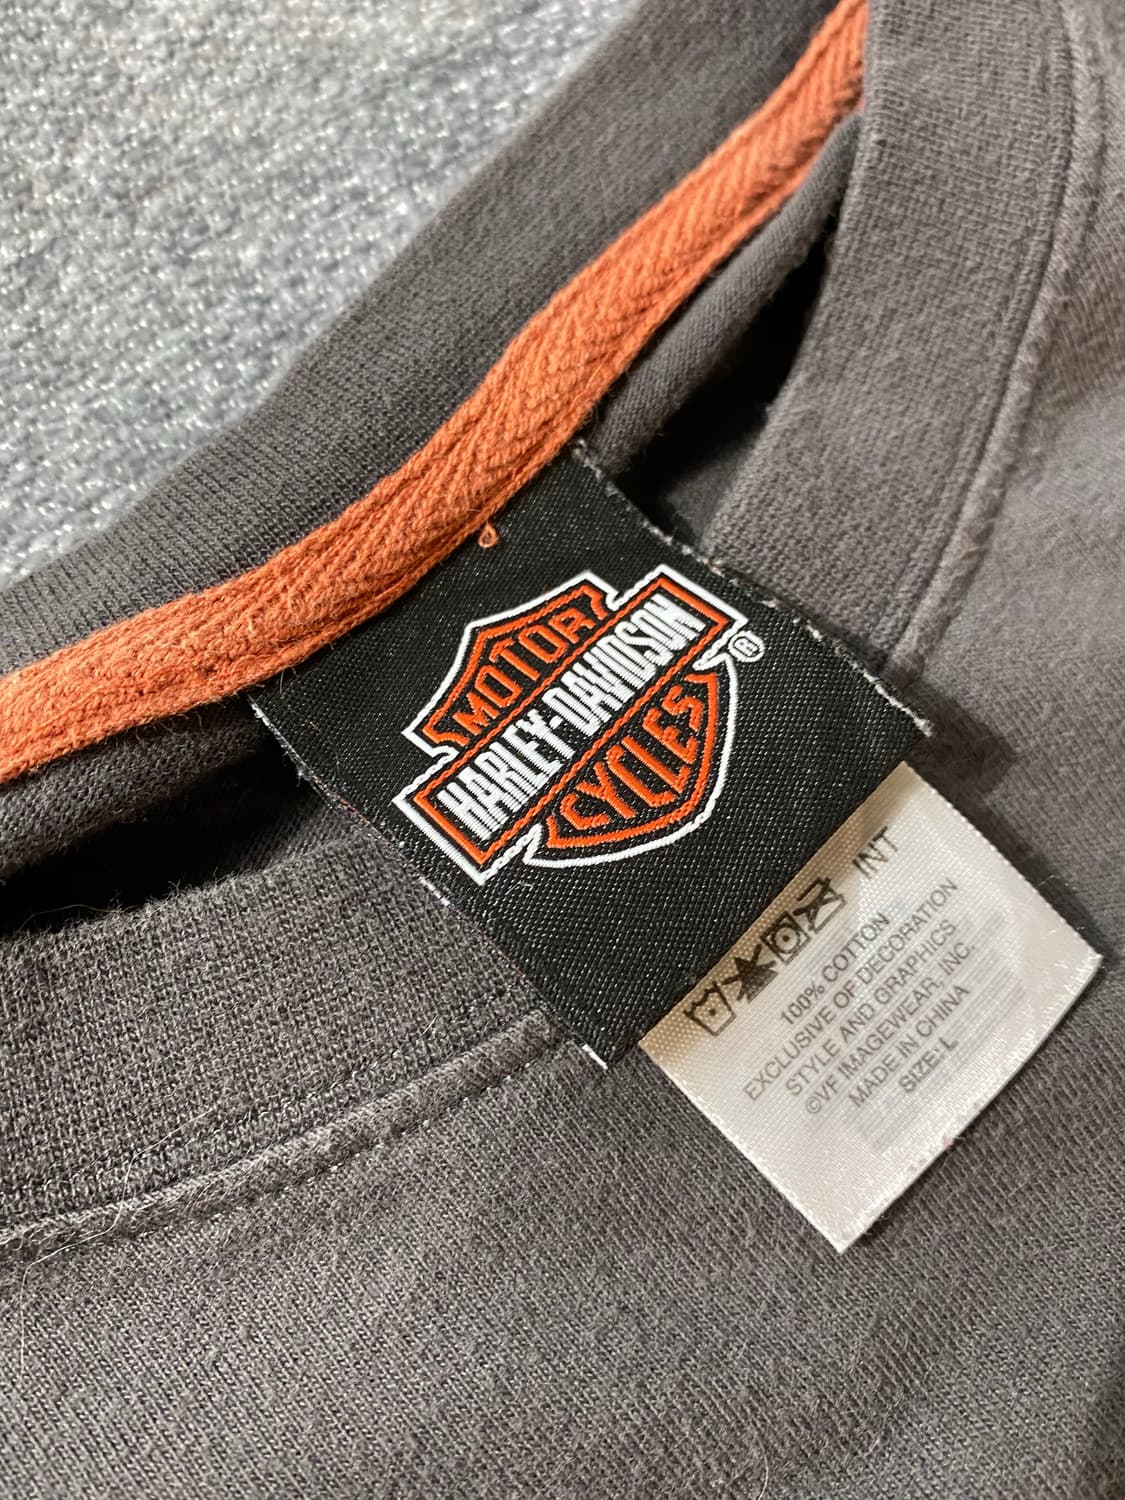 MOTOR
HARLEY-DAVIDSON
CYCLES
®
INT
100% COTTON
EXCLUSIVE OF DECORATION
STYLE AND GRAPHICS
©VF IMAGEWEAR, INC.
MADE IN CHINA
SIZE: L